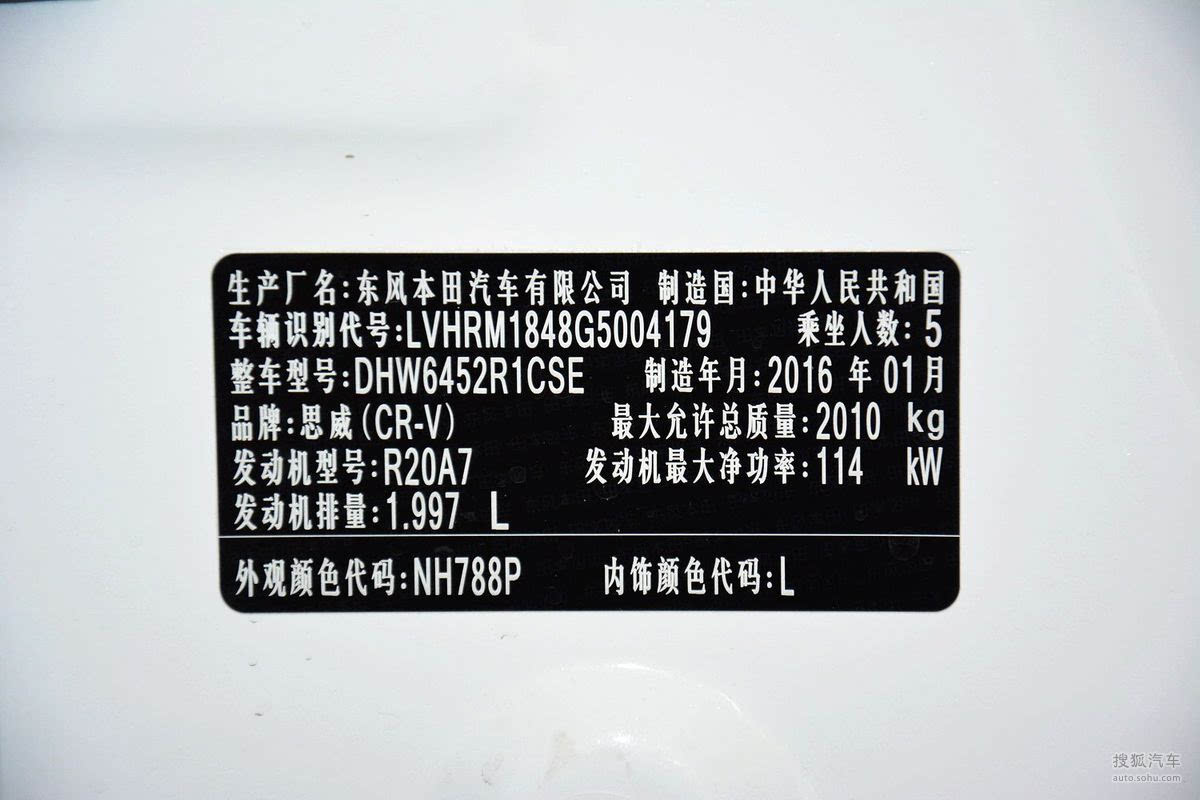 生产厂名:东风本田汽车有限公司 制造国:中华人民共和国
车辆识别代号:LVHRM1848G5004179 乘坐人数:5
整车型号:DHW6452R1CSE 制造年月:2016 年 01 月
品牌:思威(CR-V) 最大允许总质量:2010 kg
发动机型号:R20A7 发动机最大净功率:114 kW
发动机排量:1.997 L
外观颜色代码:NH788P 内饰颜色代码:L
搜狐汽车
auto.sohu.com